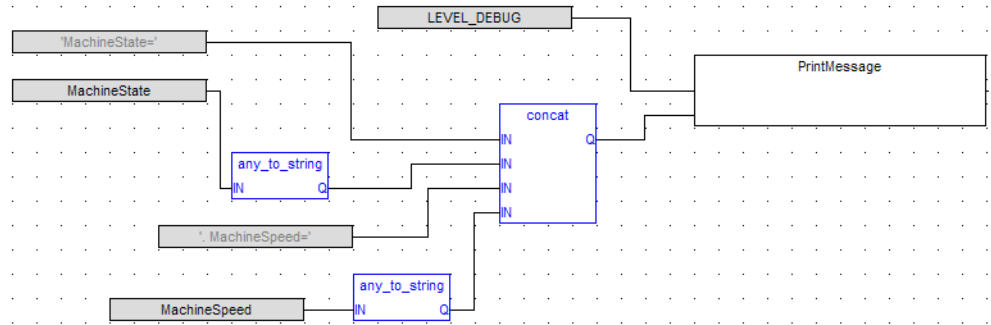 LEVEL_DEBUG
'MachineState='
PrintMessage
MachineState
concat
IN Q
any_to_string
IN
IN Q
IN
IN
'. MachineSpeed='
any_to_string
MachineSpeed
IN Q